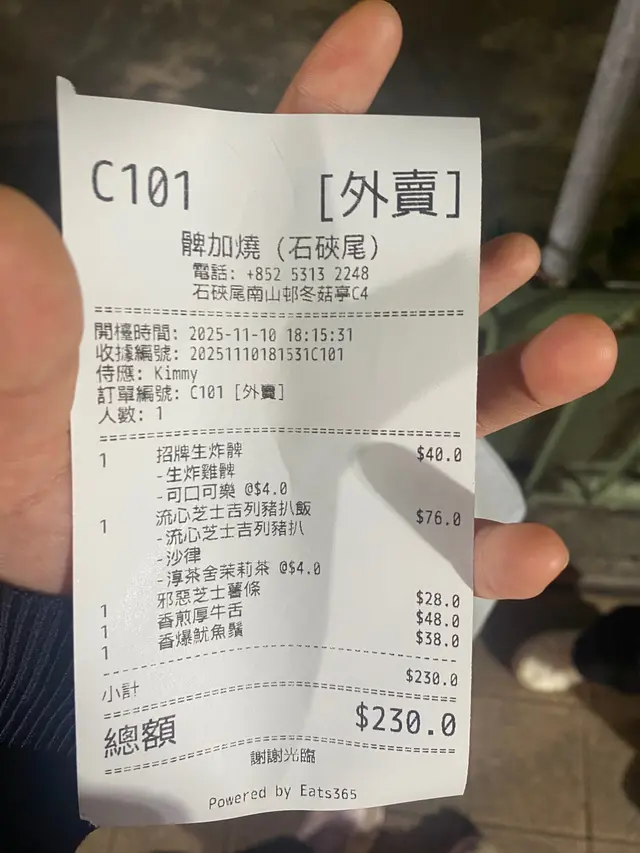 C101 [外賣]
髀加燒 (石硤尾)
電話: +852 5313 2248
石硤尾南山邨冬菇亭C4
開檯時間: 2025-11-10 18:15:31
收據編號: 20251110181531C101
侍應: Kimmy
訂單編號: C101 [外賣]
人數: 1
1 招牌生炸髀 $40.0
-生炸雞髀
-可口可樂 @$4.0
1 流心芝士吉列豬扒飯 $76.0
-流心芝士吉列豬扒
-沙律
-淳茶舍茉莉茶 @$4.0
1 邪惡芝士薯條 $28.0
1 香煎厚牛舌 $48.0
1 香爆魷魚鬚 $38.0
小計 $230.0
總額 $230.0
謝謝光臨
Powered by Eats365